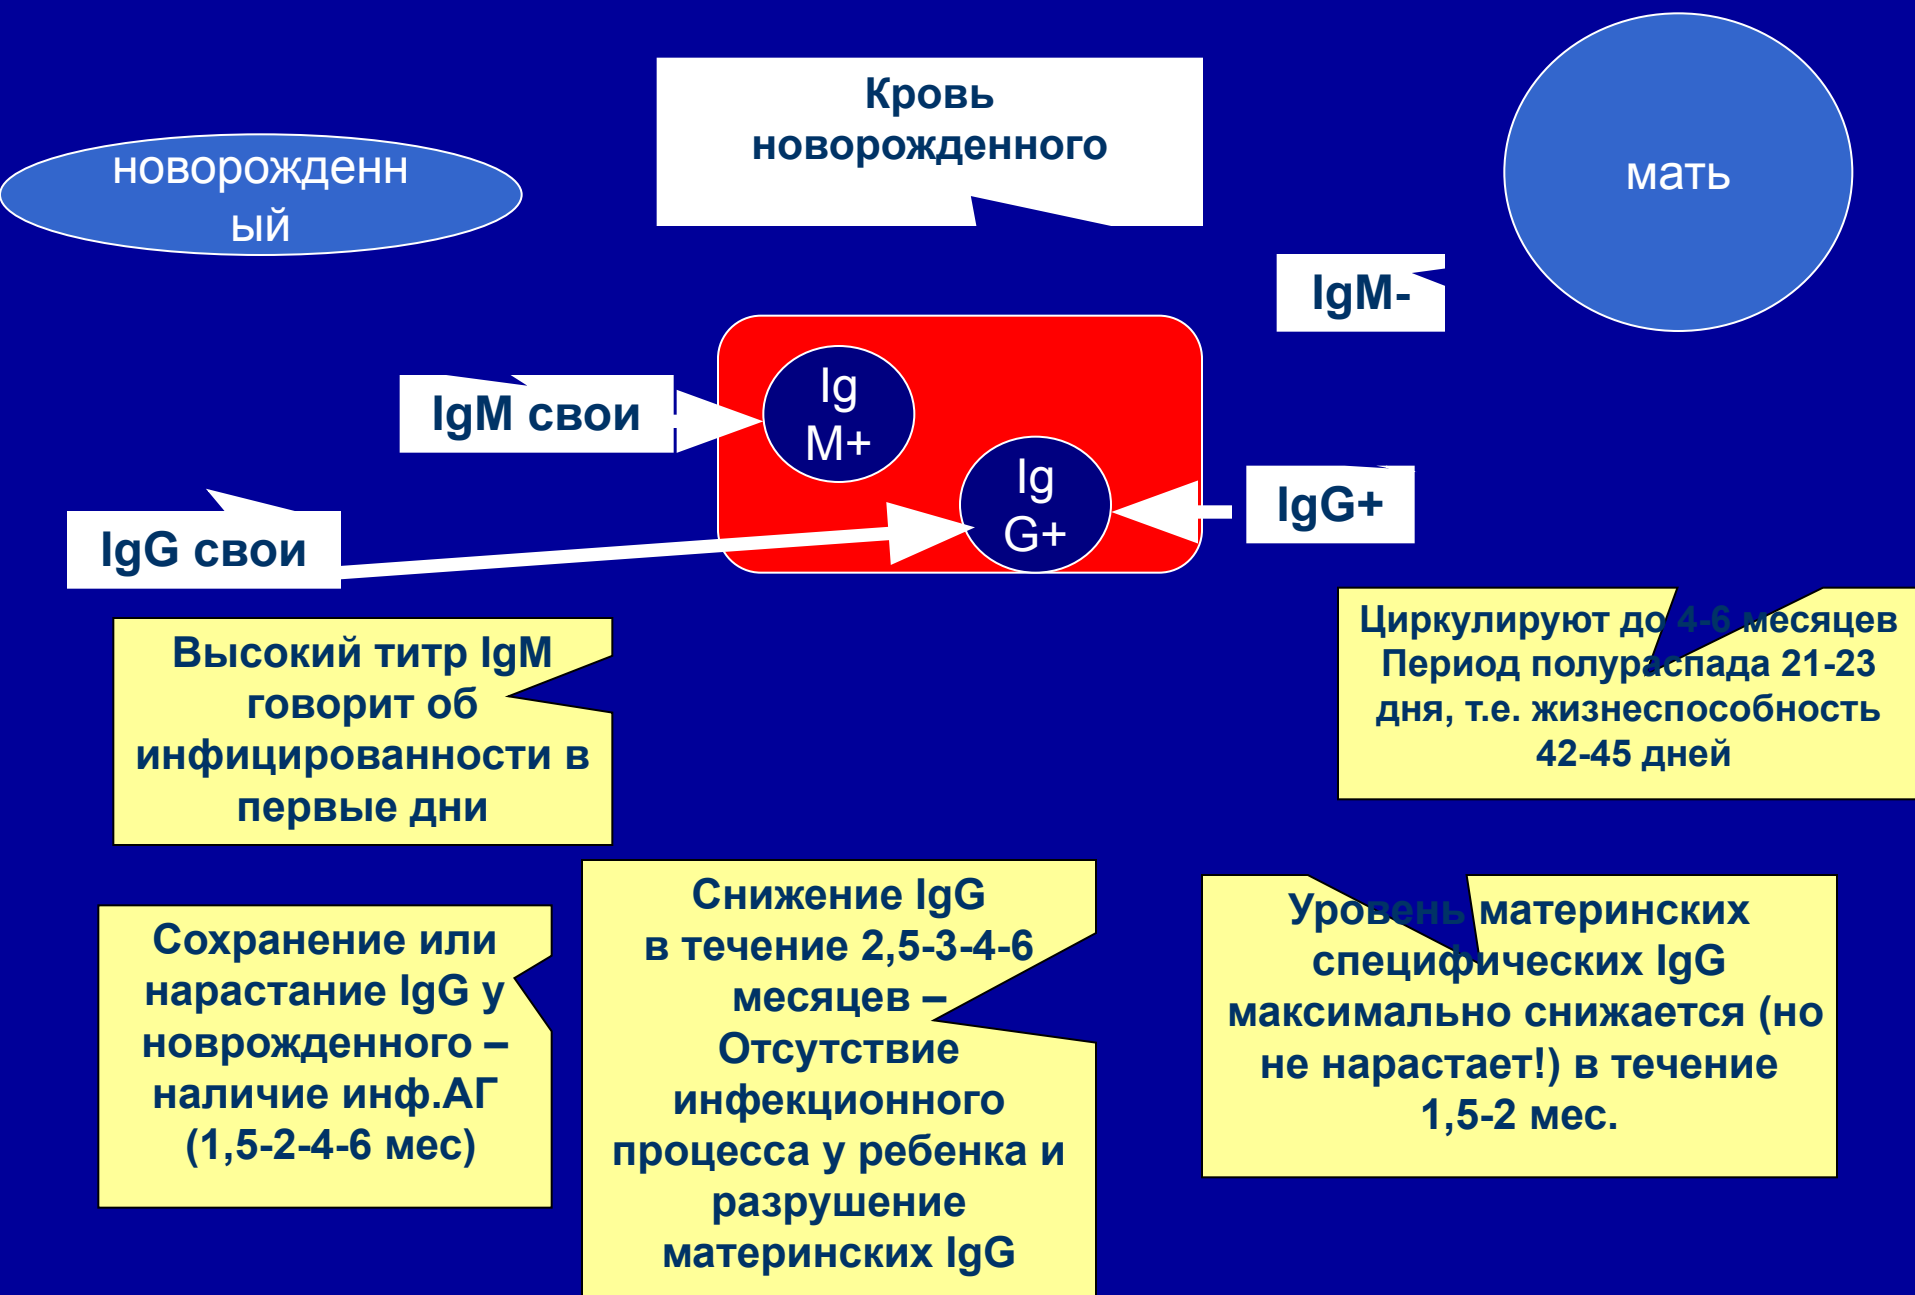 Кровь
новорожденного
новорожденн
ый
мать
IgM-
Ig
M+
IgM свои
Ig
G+
IgG+
IgG свои
Циркулируют до 4-6 месяцев
Период полураспада 21-23
дня, т.е. жизнеспособность
42-45 дней
Высокий титр IgM
говорит об
инфицированности в
первые дни
Снижение IgG
в течение 2,5-3-4-6
месяцев –
Отсутствие
инфекционного
процесса у ребенка и
разрушение
материнских IgG
Уровень материнских
специфических IgG
максимально снижается (но
не нарастает!) в течение
1,5-2 мес.
Сохранение или
нарастание IgG у
новрожденного –
наличие инф.АГ
(1,5-2-4-6 мес)